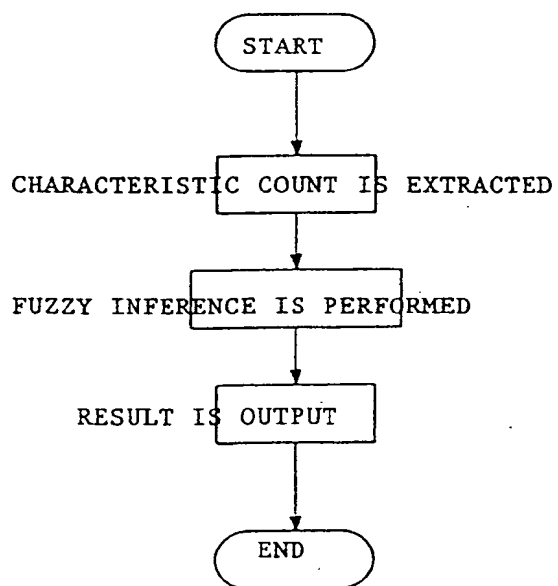 START
CHARACTERISTIC COUNT IS EXTRACTED
FUZZY INFERENCE IS PERFORMED
RESULT IS OUTPUT
END